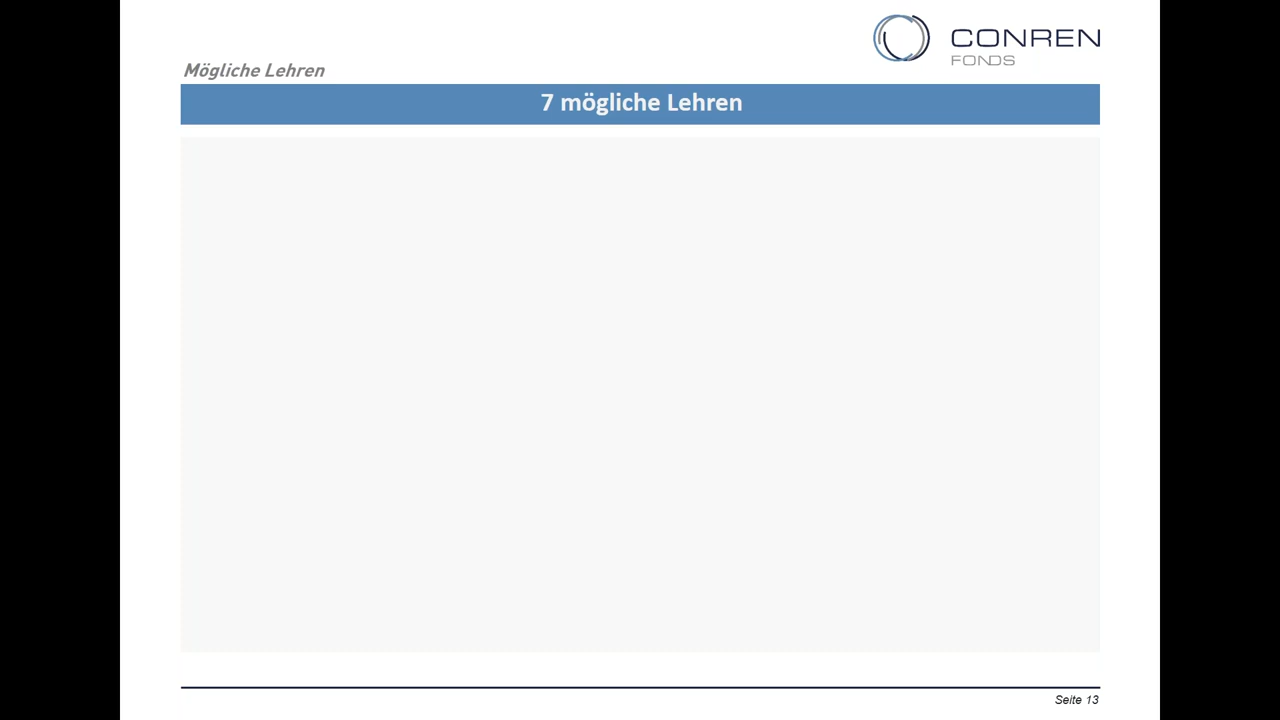 CONREN
FONDS
Mögliche Lehren
7 mögliche Lehren
Seite 13